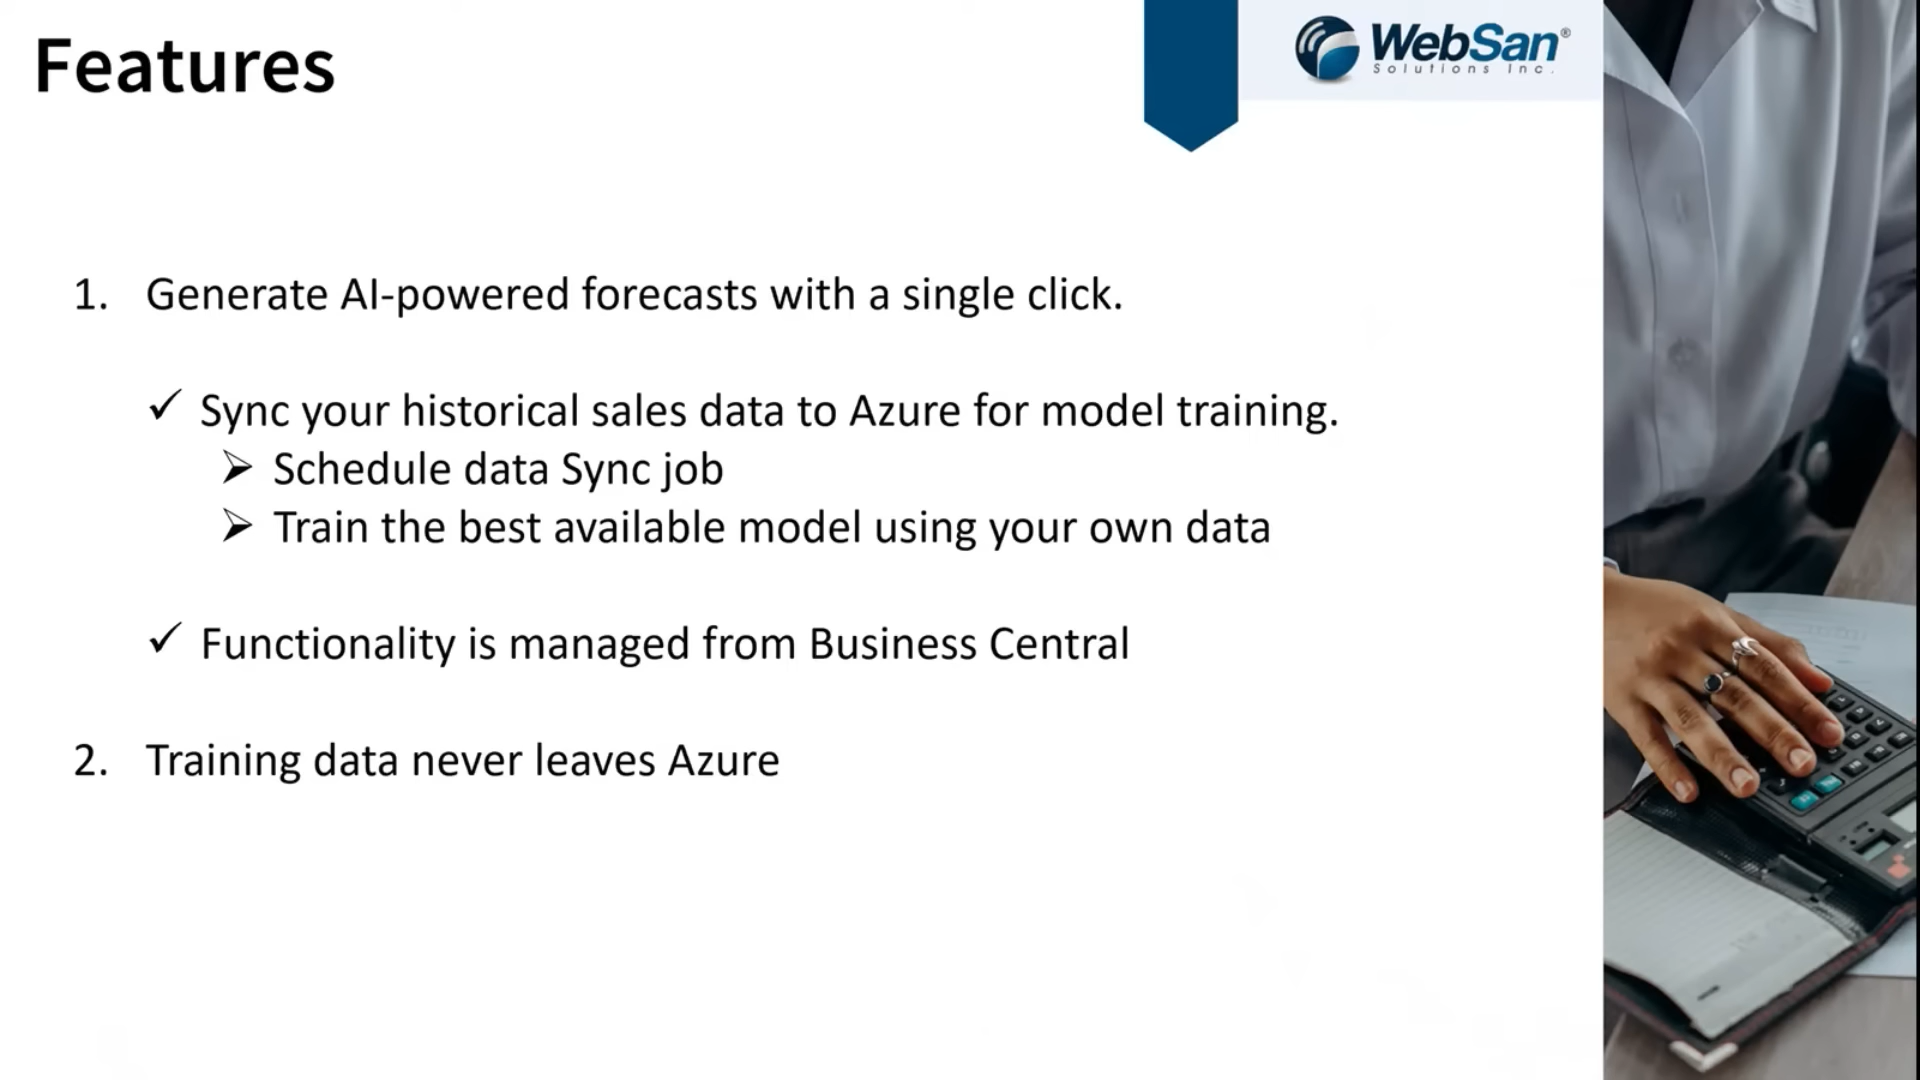 Features
WebSan®
Solutions Inc.
1. Generate AI-powered forecasts with a single click.
✓ Sync your historical sales data to Azure for model training.
➢ Schedule data Sync job
➢ Train the best available model using your own data
✓ Functionality is managed from Business Central
2. Training data never leaves Azure